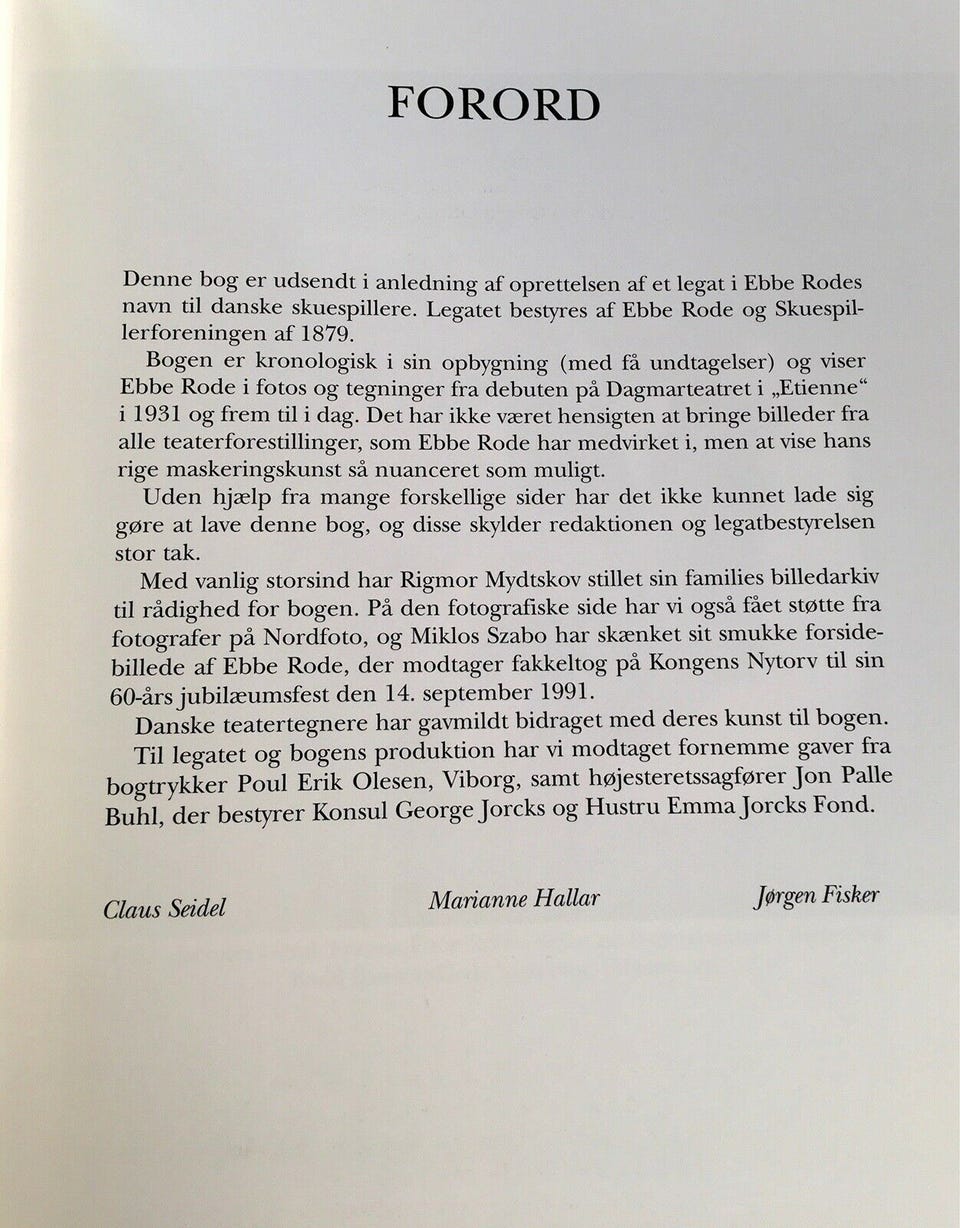 FORORD
Denne bog er udsendt i anledning af oprettelsen af et legat i Ebbe Rodes
navn til danske skuespillere. Legatet bestyres af Ebbe Rode og Skuespil-
lerforeningen af 1879.
Bogen er kronologisk i sin opbygning (med få undtagelser) og viser
Ebbe Rode i fotos og tegninger fra debuten på Dagmarteatret i „Etienne“
i 1931 og frem til i dag. Det har ikke været hensigten at bringe billeder fra
alle teaterforestillinger, som Ebbe Rode har medvirket i, men at vise hans
rige maskeringskunst så nuanceret som muligt.
Uden hjælp fra mange forskellige sider har det ikke kunnet lade sig
gøre at lave denne bog, og disse skylder redaktionen og legatbestyrelsen
stor tak.
Med vanlig storsind har Rigmor Mydtskov stillet sin families billedarkiv
til rådighed for bogen. På den fotografiske side har vi også fået støtte fra
fotografer på Nordfoto, og Miklos Szabo har skænket sit smukke forside-
billede af Ebbe Rode, der modtager fakkeltog på Kongens Nytorv til sin
60-års jubilæumsfest den 14. september 1991.
Danske teatertegnere har gavmildt bidraget med deres kunst til bogen.
Til legatet og bogens produktion har vi modtaget fornemme gaver fra
bogtrykker Poul Erik Olesen, Viborg, samt højesteretssagfører Jon Palle
Buhl, der bestyrer Konsul George Jorcks og Hustru Emma Jorcks Fond.
Claus Seidel Marianne Hallar Jørgen Fisker